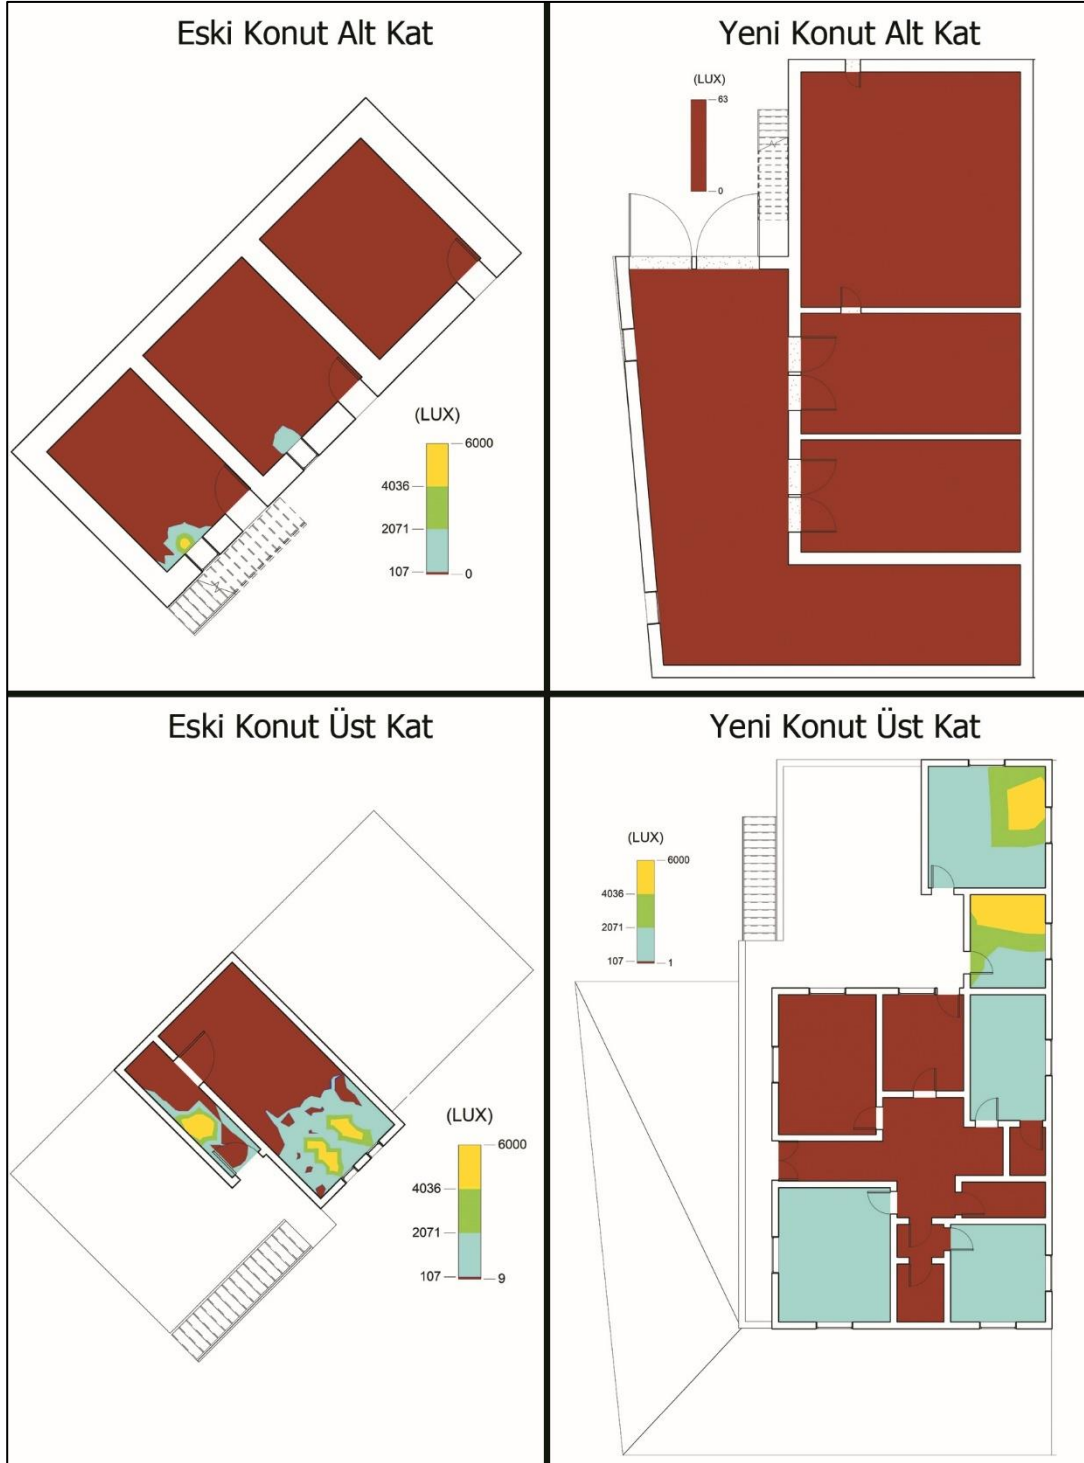 Eski Konut Alt Kat
(LUX)
6000
4036
2071
107
0
Yeni Konut Alt Kat
(LUX)
63
0
Eski Konut Üst Kat
(LUX)
6000
4036
2071
107
9
Yeni Konut Üst Kat
(LUX)
6000
4036
2071
107
1